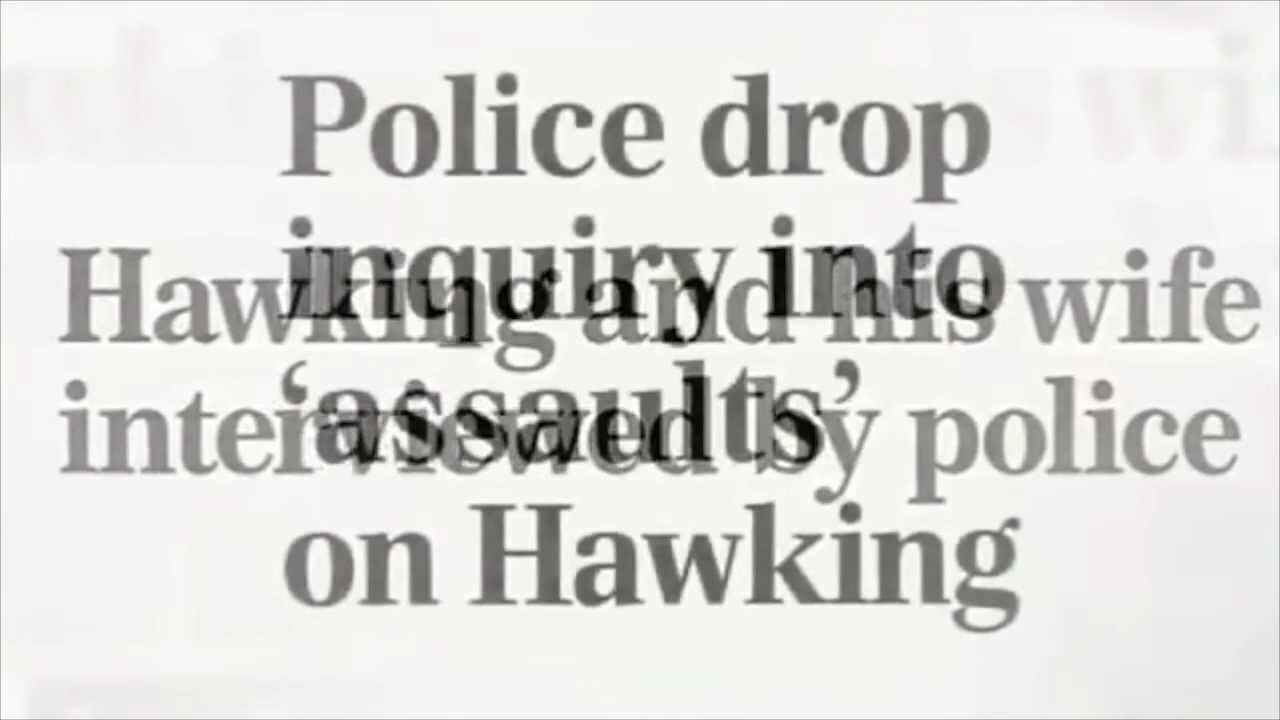 Police drop
inquiry into
‘assaults’
on Hawking
Hawking and his wife
interviewed by police